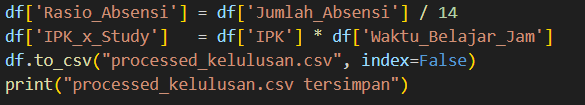 df['Rasio_Absensi'] = df['Jumlah_Absensi'] / 14
df['IPK_x_Study']   = df['IPK'] * df['Waktu_Belajar_Jam']
df.to_csv("processed_kelulusan.csv", index=False)
print("processed_kelulusan.csv tersimpan")